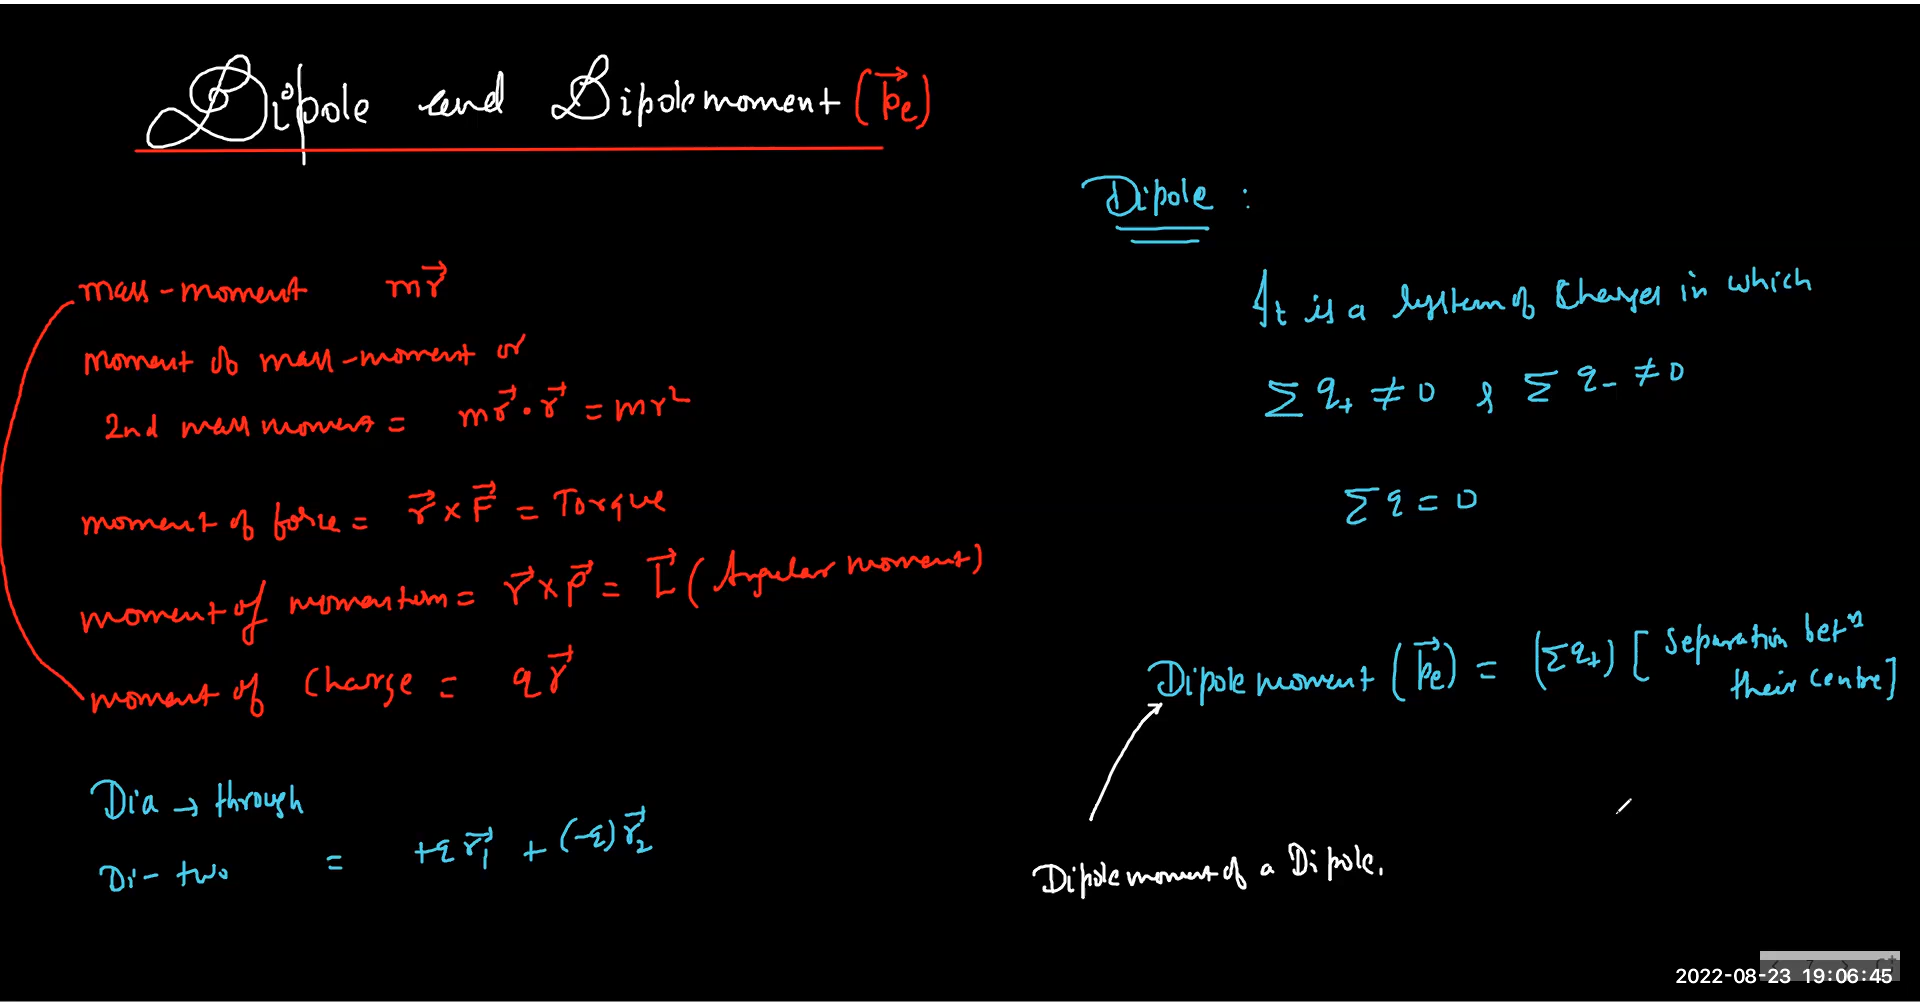 Dipole and Dipole moment (p⃗e)
mass-moment mr⃗
moment of mass-moment or
2nd mass moment = mr⃗ · r⃗ = mr²
moment of force = r⃗ × F⃗ = Torque
moment of momentum = r⃗ × P⃗ = L⃗ (Angular moment)
moment of Charge = qr⃗
Dia → through
Di- two = +q r⃗₁ + (-q) r⃗₂
Dipole :
It is a system of Charges in which
Σ q₊ ≠ 0 & Σ q₋ ≠ 0
Σ q = 0
Dipole moment (p⃗e) = (Σq₊) [Separation betⁿ
their centre]
Dipole moment of a Dipole.
2022-08-23 19:06:45